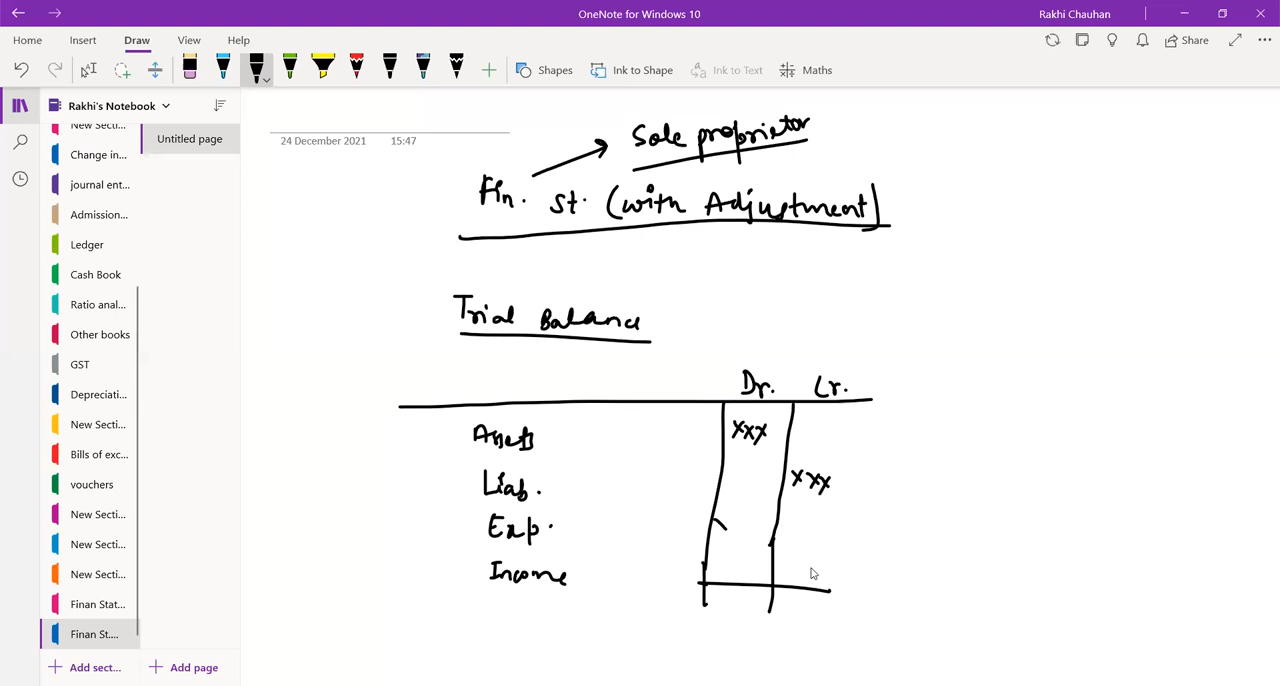 OneNote for Windows 10
Rakhi Chauhan
Home Insert Draw View Help
Share
Shapes Ink to Shape Ink to Text Maths
Rakhi's Notebook
New Secti...
Change in...
journal ent...
Admission...
Ledger
Cash Book
Ratio anal...
Other books
GST
Depreciati...
New Secti...
Bills of exc...
vouchers
New Secti...
New Secti...
New Secti...
Finan Stat...
Finan St....
Add sect...
Untitled page
Add page
24 December 2021 15:47
Sole proprietor
Fin. St. (with Adjustment)
Trial Balance
Dr. Cr.
Assets xxx
Liab. xxx
Exp.
Income